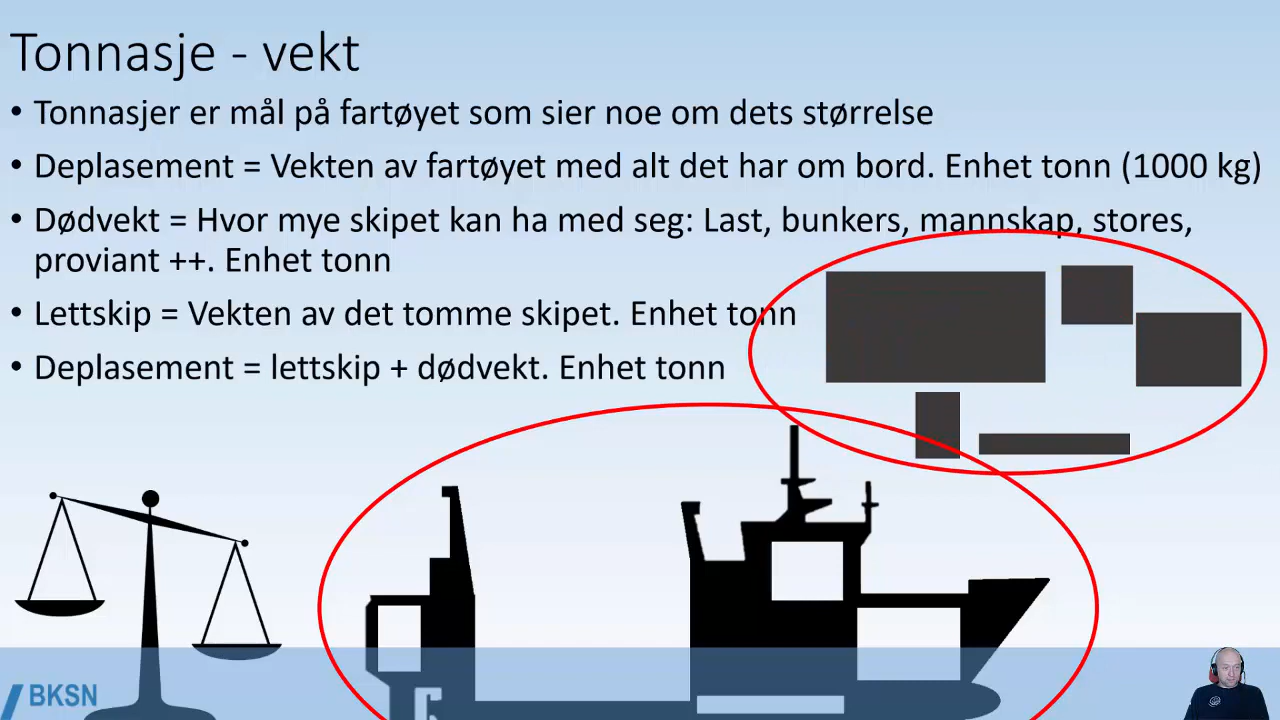 Tonnasje - vekt
• Tonnasjer er mål på fartøyet som sier noe om dets størrelse
• Deplasement = Vekten av fartøyet med alt det har om bord. Enhet tonn (1000 kg)
• Dødvekt = Hvor mye skipet kan ha med seg: Last, bunkers, mannskap, stores,
proviant ++. Enhet tonn
• Lettskip = Vekten av det tomme skipet. Enhet tonn
• Deplasement = lettskip + dødvekt. Enhet tonn
BKSN